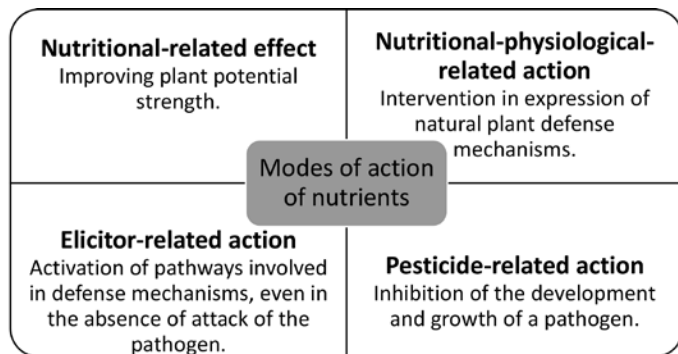 Nutritional-related effect
Improving plant potential
strength.
Nutritional-physiological-
related action
Intervention in expression of
natural plant defense
mechanisms.
Modes of action
of nutrients
Elicitor-related action
Activation of pathways involved
in defense mechanisms, even in
the absence of attack of the
pathogen.
Pesticide-related action
Inhibition of the development
and growth of a pathogen.